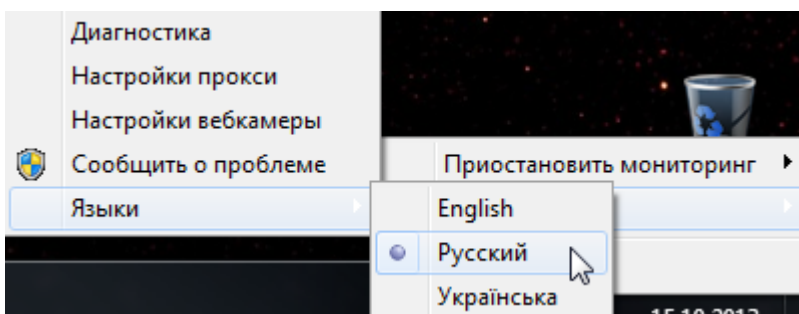 Диагностика
Настройки прокси
Настройки вебкамеры
Сообщить о проблеме
Приостановить мониторинг
Языки
English
Русский
Українська